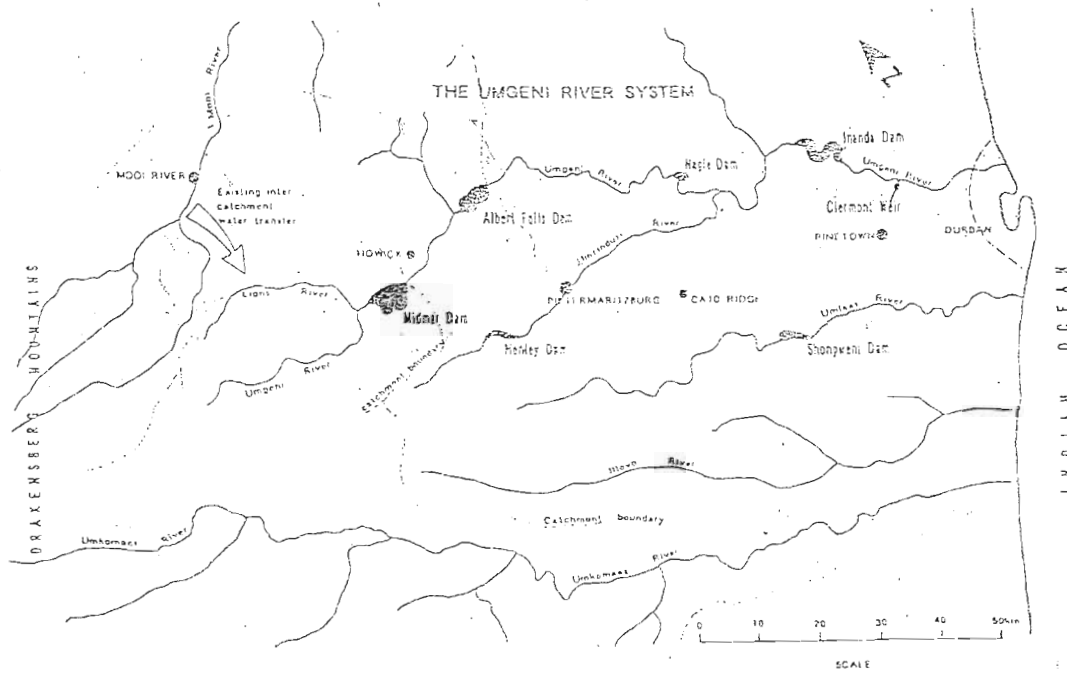 THE UMGENI RIVER SYSTEM
Mooi River
N
MOOI RIVER
Existing inter
catchment
water transfer
Inanda Dam
Umgeni River
Nagle Dam
Umgeni River
Clermont Weir
Albert Falls Dam
River
PINETOWN
DURBAN
HOWICK
Lions River
Midmar Dam
PIETERMARITZBURG
CATO RIDGE
Umlaas River
Henley Dam
Shongweni Dam
Umgeni River
Catchment boundary
DRAKENSBERG MOUNTAINS
INDIAN OCEAN
Illovo River
Catchment boundary
Umkomaas River
Umkomaas River
0 10 20 30 40 50km
SCALE